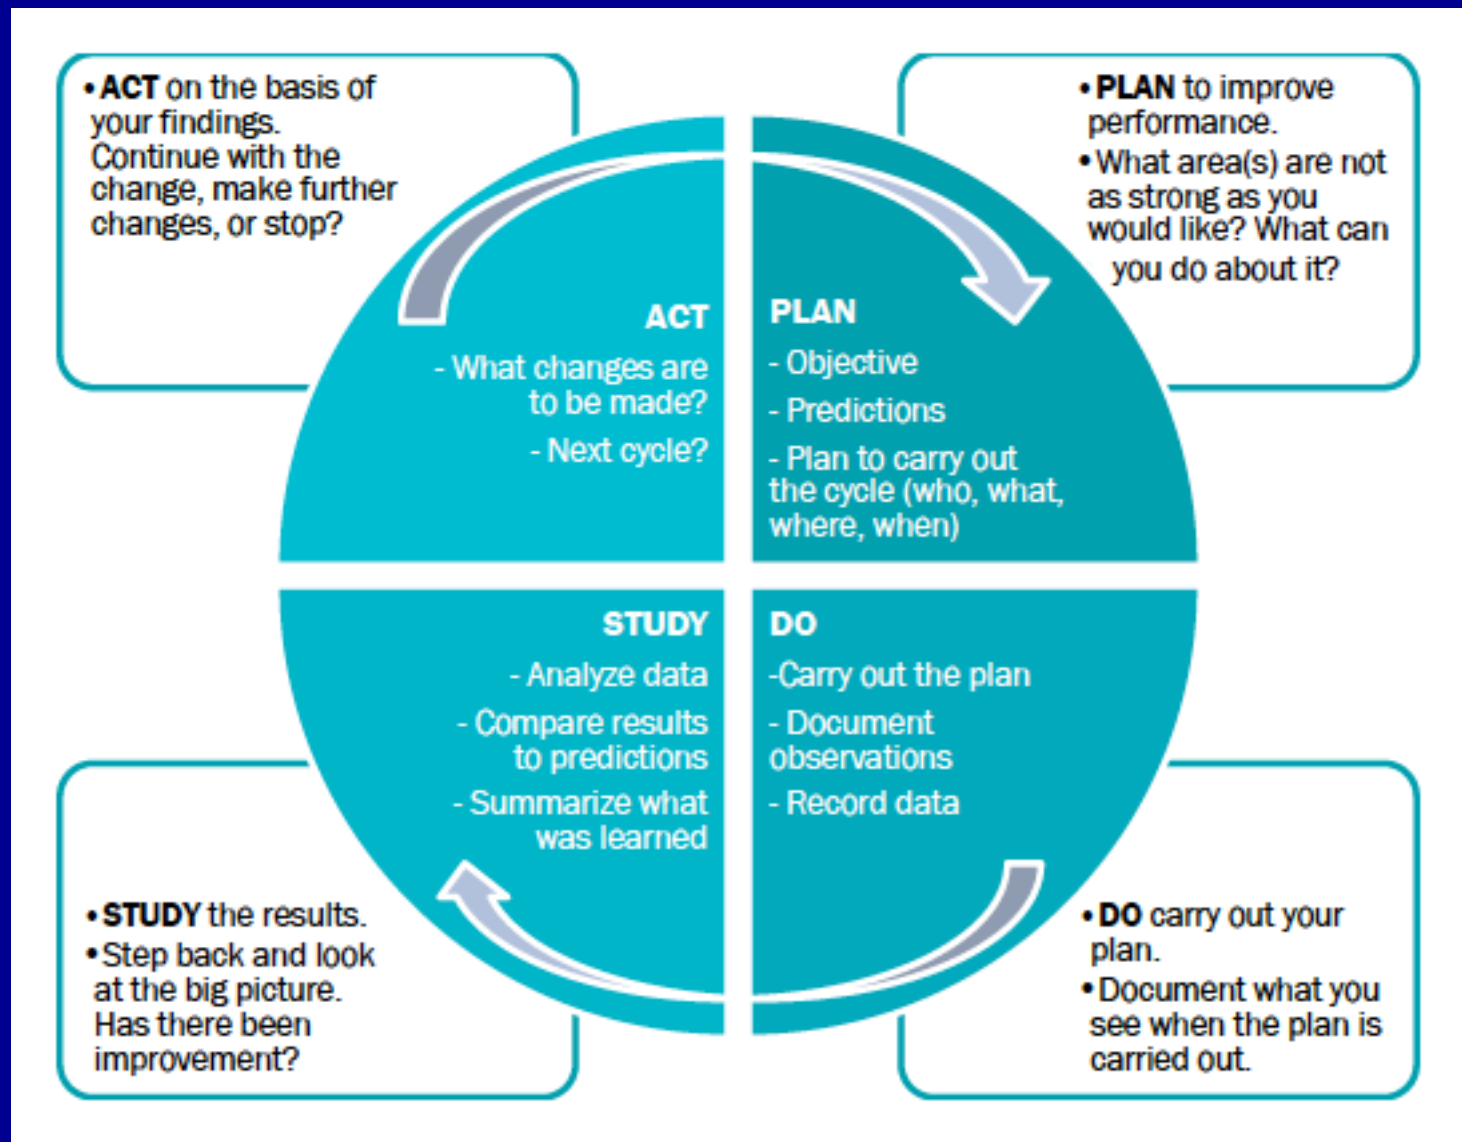 •ACT on the basis of
your findings.
Continue with the
change, make further
changes, or stop?
•PLAN to improve
performance.
•What area(s) are not
as strong as you
would like? What can
you do about it?
ACT
- What changes are
to be made?
- Next cycle?
PLAN
- Objective
- Predictions
- Plan to carry out
the cycle (who, what,
where, when)
STUDY
- Analyze data
- Compare results
to predictions
- Summarize what
was learned
DO
-Carry out the plan
- Document
observations
- Record data
•STUDY the results.
•Step back and look
at the big picture.
Has there been
improvement?
•DO carry out your
plan.
•Document what you
see when the plan is
carried out.